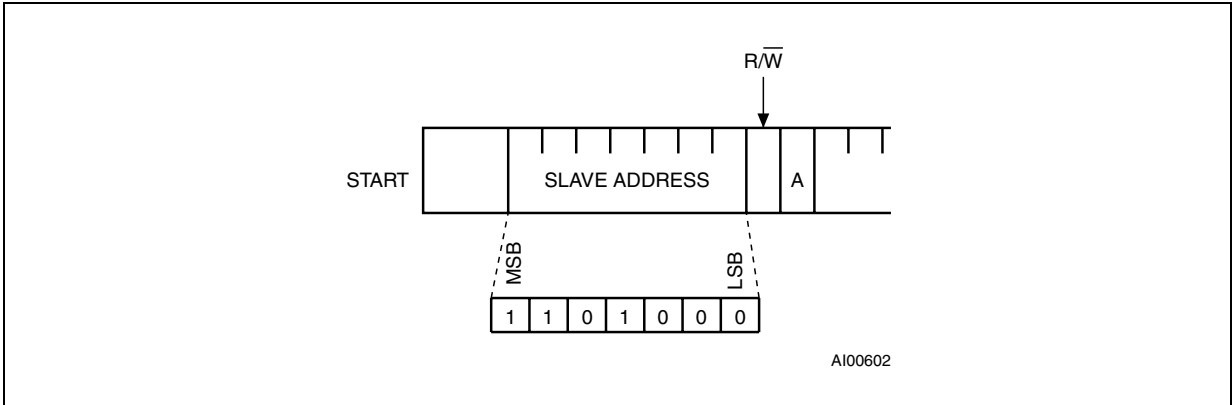 R/W̅
START
SLAVE ADDRESS
A
MSB
LSB
1 1 0 1 0 0 0
AI00602